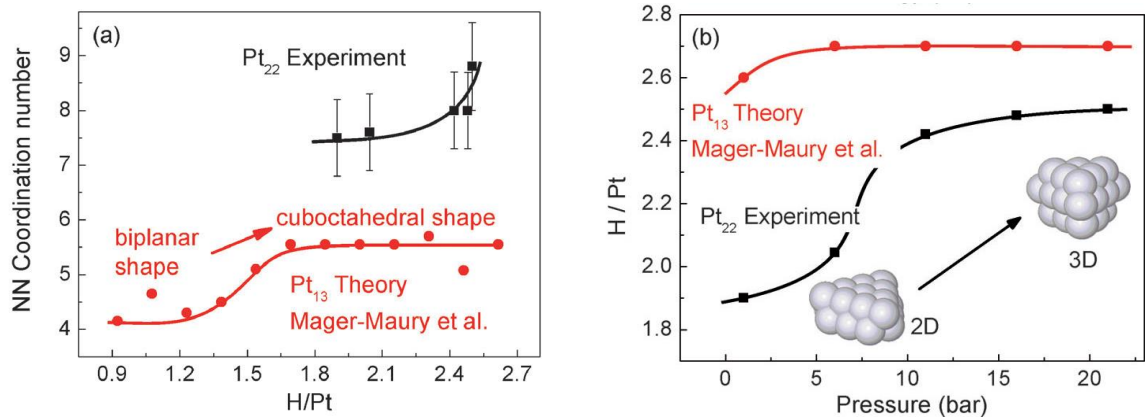 (a)
Pt22 Experiment
cuboctahedral shape
biplanar
shape
Pt13 Theory
Mager-Maury et al.
NN Coordination number
9
8
7
6
5
4
0.9 1.2 1.5 1.8 2.1 2.4 2.7
H/Pt
(b)
Pt13 Theory
Mager-Maury et al.
Pt22 Experiment
3D
2D
H / Pt
2.8
2.6
2.4
2.2
2.0
1.8
0 5 10 15 20
Pressure (bar)